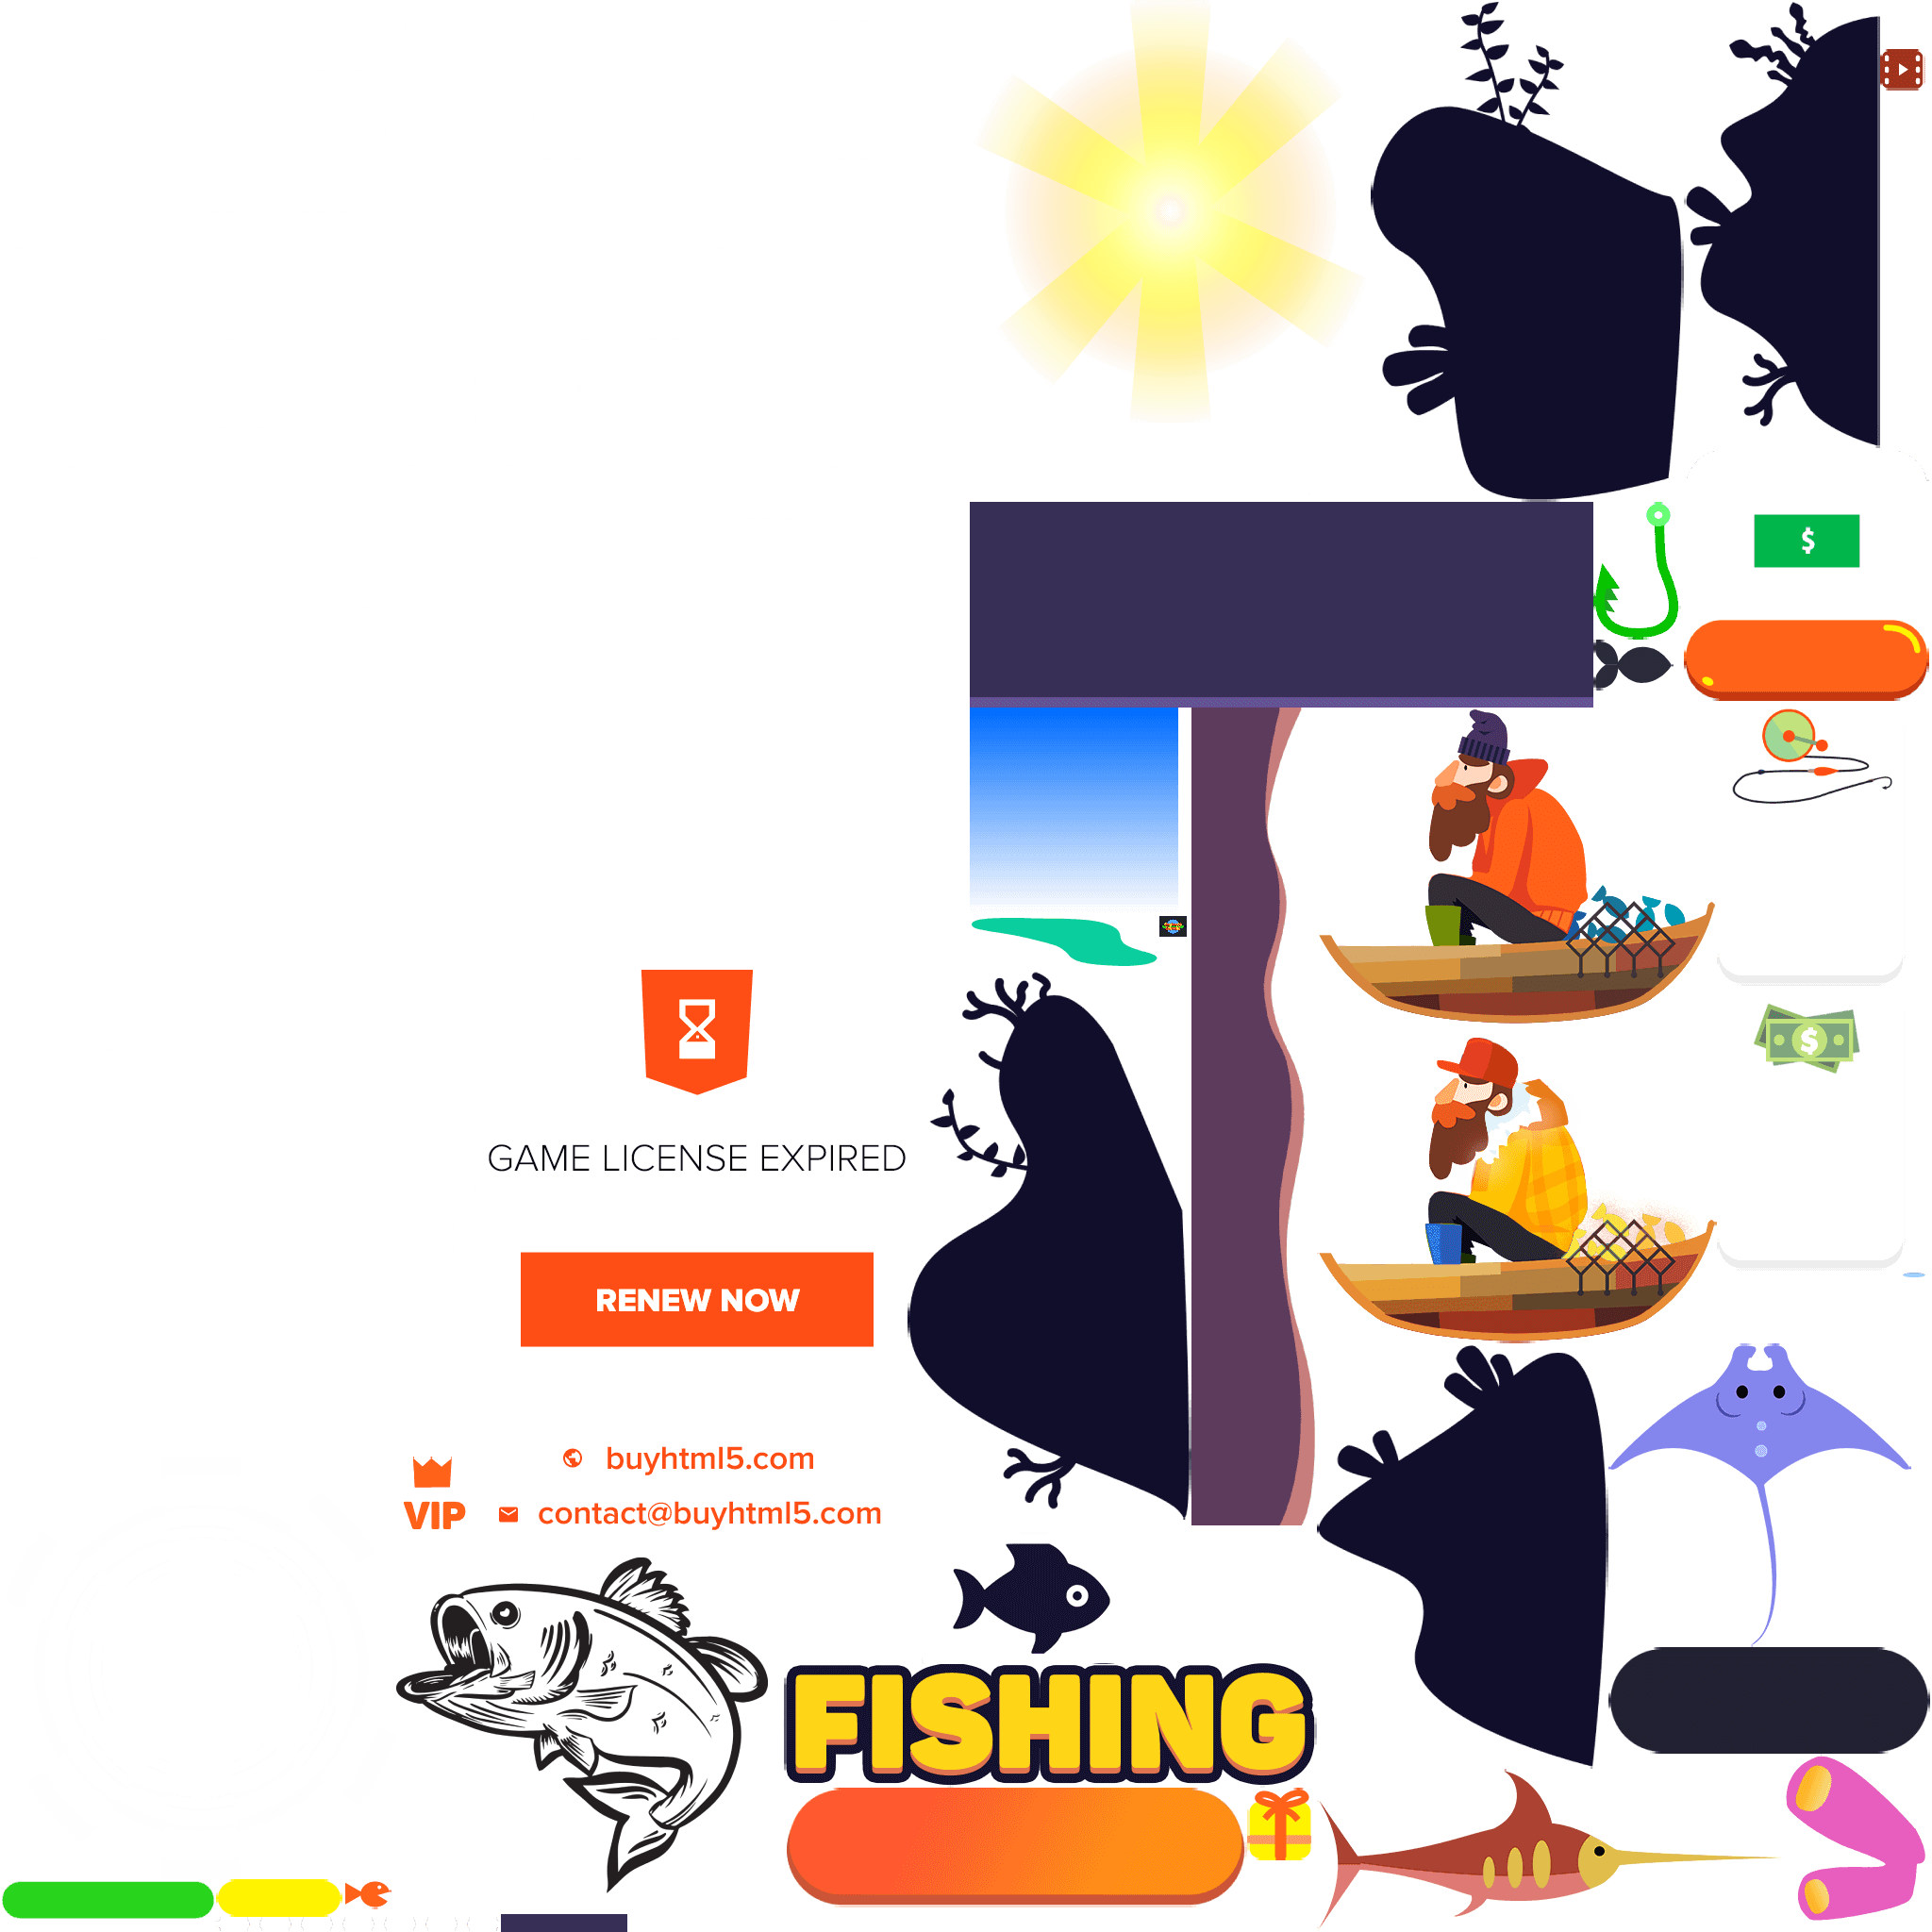 $
$
GAME LICENSE EXPIRED
RENEW NOW
buyhtml5.com
VIP
contact@buyhtml5.com
FISHING